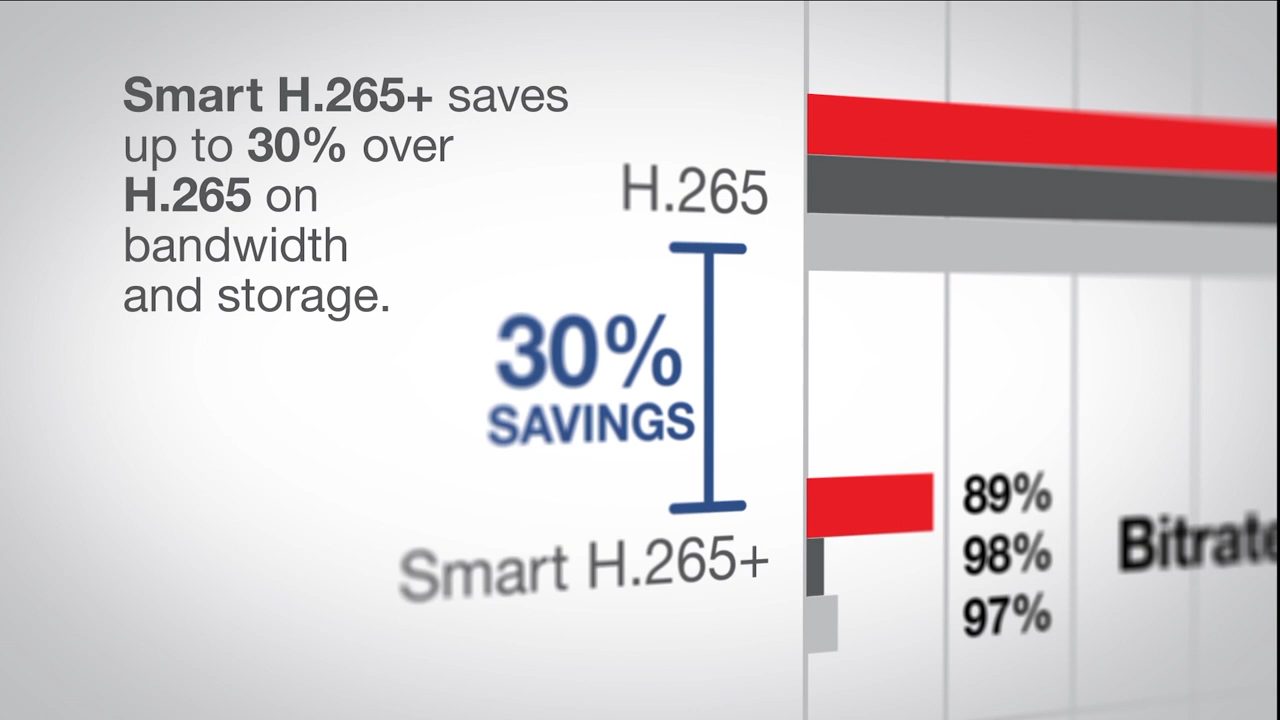 Smart H.265+ saves
up to 30% over
H.265 on
bandwidth
and storage.
H.265
30%
SAVINGS
Smart H.265+
89%
98%
97%
Bitrate